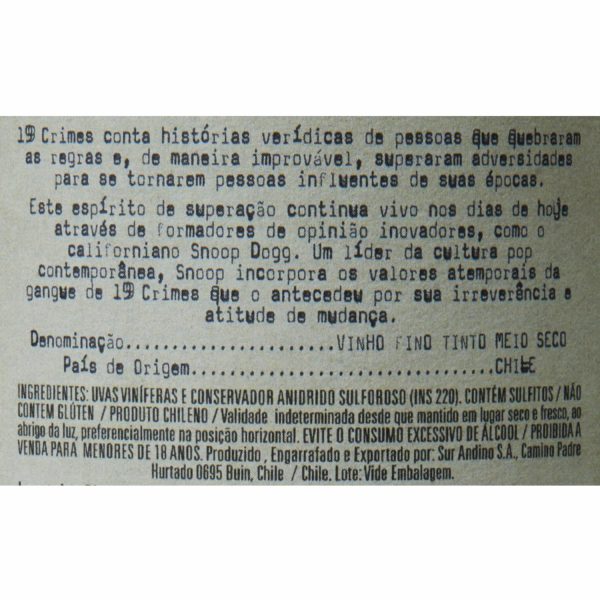 19 Crimes conta histórias verídicas de pessoas que quebraram
as regras e, de maneira improvável, superaram adversidades
para se tornarem pessoas influentes de suas épocas.
Este espírito de superação continua vivo nos dias de hoje
através de formadores de opinião inovadores, como o
californiano Snoop Dogg. Um líder da cultura pop
contemporânea, Snoop incorpora os valores atemporais da
gangue de 19 Crimes que o antecedeu por sua irreverência e
atitude de mudança.
Denominação.......................VINHO FINO TINTO MEIO SECO
País de Origem.................................CHILE
INGREDIENTES: UVAS VINÍFERAS E CONSERVADOR ANIDRIDO SULFOROSO (INS 220). CONTÉM SULFITOS / NÃO
CONTEM GLÚTEN / PRODUTO CHILENO / Validade indeterminada desde que mantido em lugar seco e fresco, ao
abrigo da luz, preferencialmente na posição horizontal. EVITE O CONSUMO EXCESSIVO DE ÁLCOOL / PROIBIDA A
VENDA PARA MENORES DE 18 ANOS. Produzido , Engarrafado e Exportado por: Sur Andino S.A., Camino Padre
Hurtado 0695 Buin, Chile / Chile. Lote: Vide Embalagem.